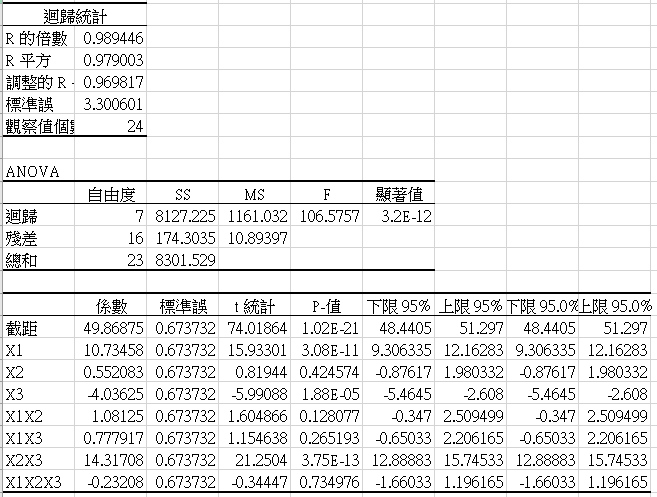 迴歸統計
R 的倍數 0.989446
R 平方 0.979003
調整的 R 0.969817
標準誤 3.300601
觀察值個 24
ANOVA
自由度 SS MS F 顯著值
迴歸 7 8127.225 1161.032 106.5757 3.2E-12
殘差 16 174.3035 10.89397
總和 23 8301.529
係數 標準誤 t 統計 P-值 下限 95% 上限 95% 下限 95.0% 上限 95.0%
截距 49.86875 0.673732 74.01864 1.02E-21 48.4405 51.297 48.4405 51.297
X1 10.73458 0.673732 15.93301 3.08E-11 9.306335 12.16283 9.306335 12.16283
X2 0.552083 0.673732 0.81944 0.424574 -0.87617 1.980332 -0.87617 1.980332
X3 -4.03625 0.673732 -5.99088 1.88E-05 -5.4645 -2.608 -5.4645 -2.608
X1X2 1.08125 0.673732 1.604866 0.128077 -0.347 2.509499 -0.347 2.509499
X1X3 0.777917 0.673732 1.154638 0.265193 -0.65033 2.206165 -0.65033 2.206165
X2X3 14.31708 0.673732 21.2504 3.75E-13 12.88883 15.74533 12.88883 15.74533
X1X2X3 -0.23208 0.673732 -0.34447 0.734976 -1.66033 1.196165 -1.66033 1.196165